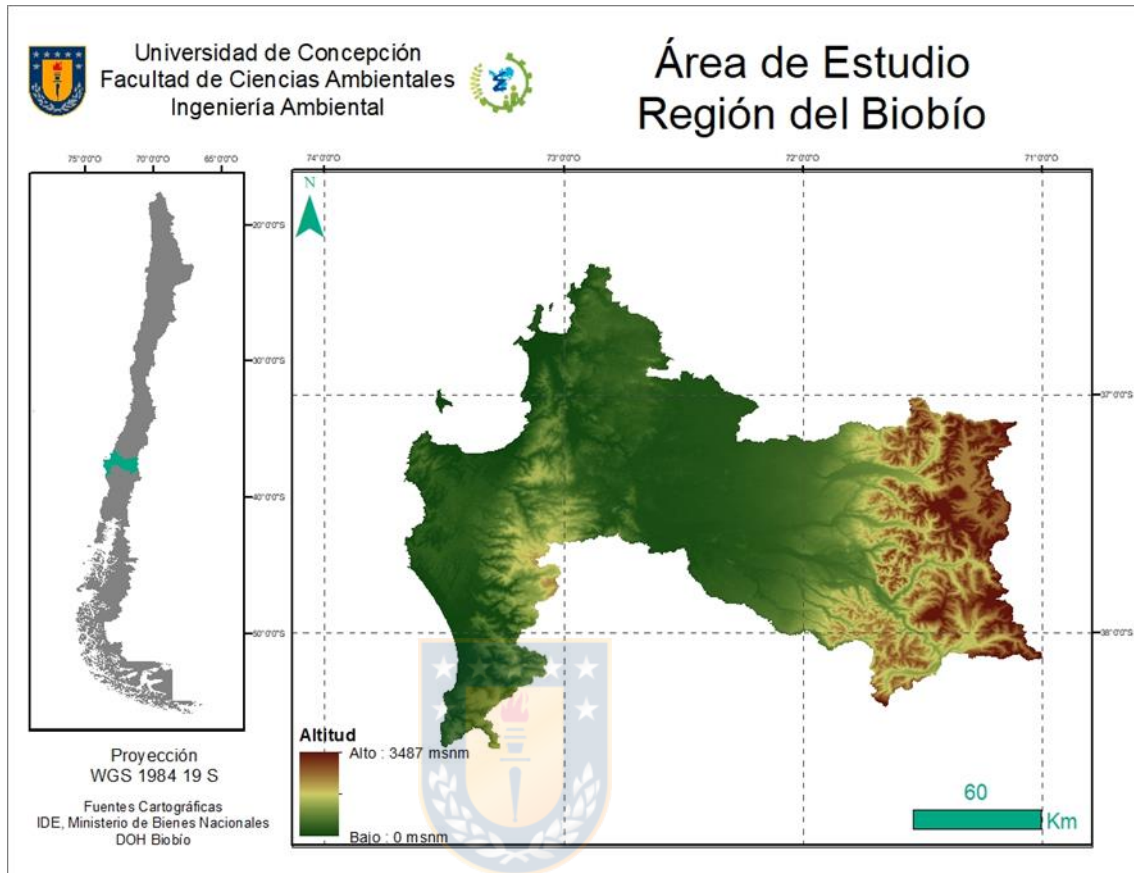 Universidad de Concepción
Facultad de Ciencias Ambientales
Ingeniería Ambiental
Área de Estudio
Región del Biobío
75°0'0"O 70°0'0"O 65°0'0"O
20°0'0"S
30°0'0"S
40°0'0"S
50°0'0"S
74°0'0"O 73°0'0"O 72°0'0"O 71°0'0"O
N
37°0'0"S
38°0'0"S
Altitud
Alto : 3487 msnm
Bajo : 0 msnm
60
Km
Proyección
WGS 1984 19 S
Fuentes Cartográficas
IDE, Ministerio de Bienes Nacionales
DOH Biobío